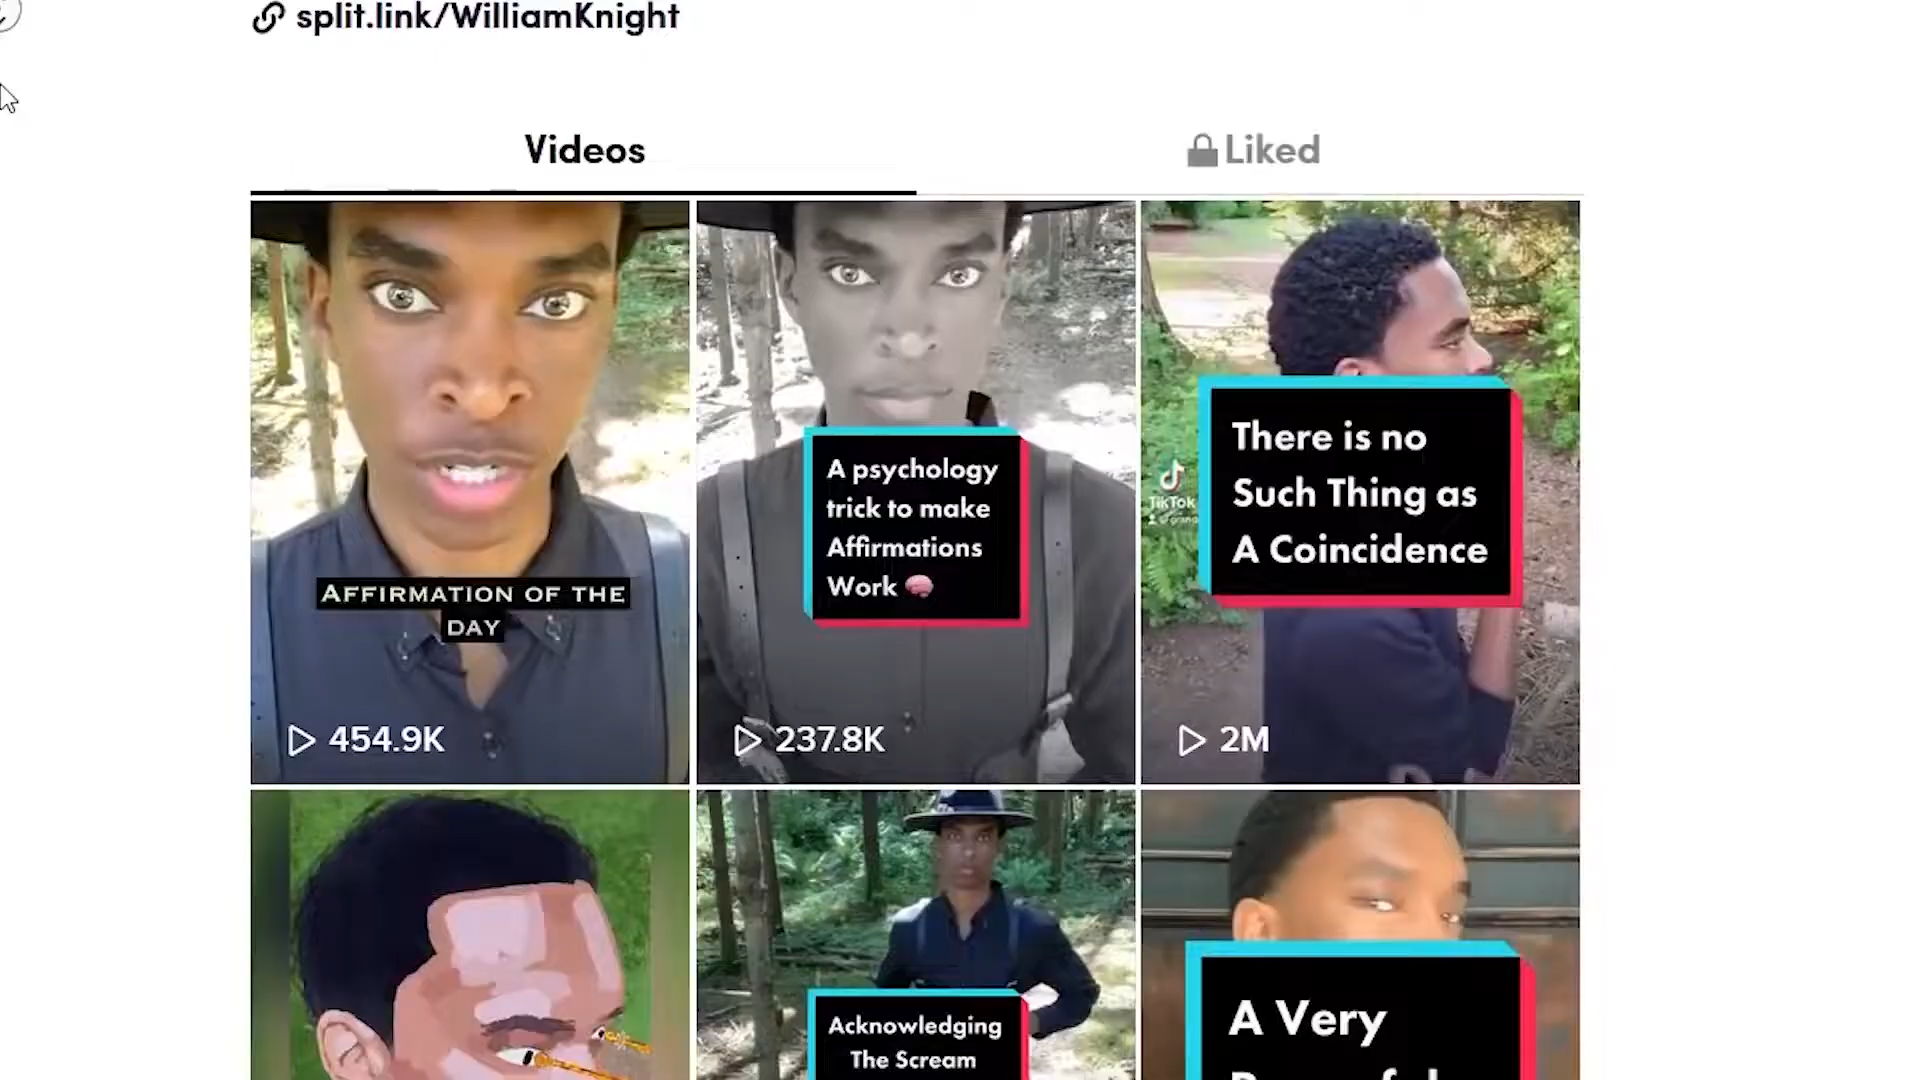 split.link/WilliamKnight
Videos
Liked
AFFIRMATION OF THE
DAY
454.9K
A psychology
trick to make
Affirmations
Work 🧠
237.8K
There is no
Such Thing as
A Coincidence
TikTok
2M
Acknowledging
The Scream
A Very